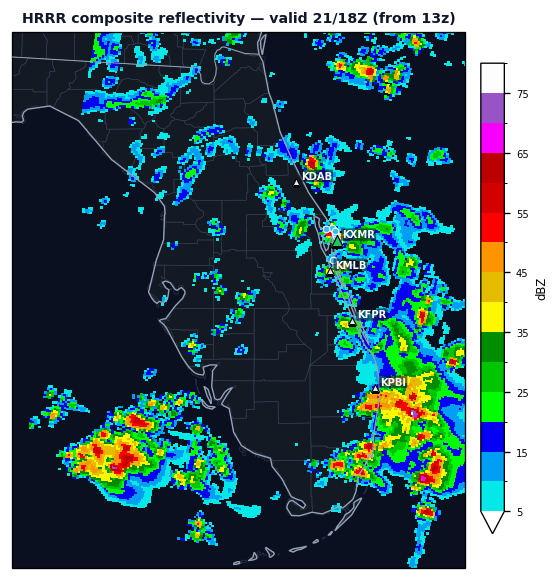 HRRR composite reflectivity — valid 21/18Z (from 13z)
KDAB
KXMR
KMLB
KFPR
KPBI
75
65
55
45
35
25
15
5
dBZ